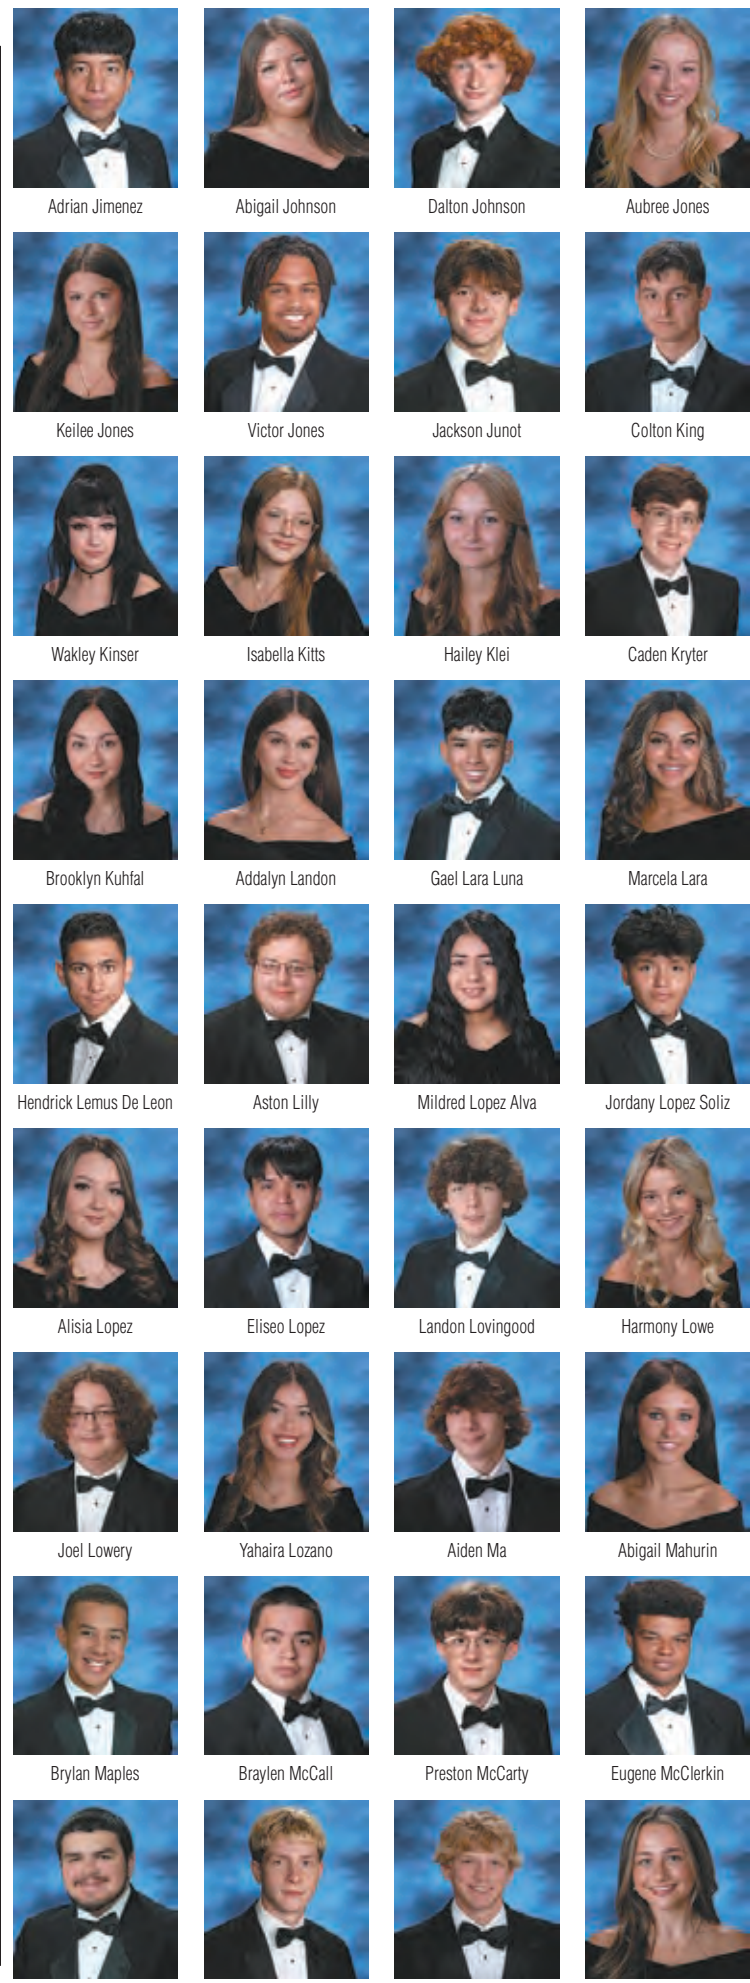 Adrian Jimenez
Abigail Johnson
Dalton Johnson
Aubree Jones
Keilee Jones
Victor Jones
Jackson Junot
Colton King
Wakley Kinser
Isabella Kitts
Hailey Klei
Caden Kryter
Brooklyn Kuhfal
Addalyn Landon
Gael Lara Luna
Marcela Lara
Hendrick Lemus De Leon
Aston Lilly
Mildred Lopez Alva
Jordany Lopez Soliz
Alisia Lopez
Eliseo Lopez
Landon Lovingood
Harmony Lowe
Joel Lowery
Yahaira Lozano
Aiden Ma
Abigail Mahurin
Brylan Maples
Braylen McCall
Preston McCarty
Eugene McClerkin